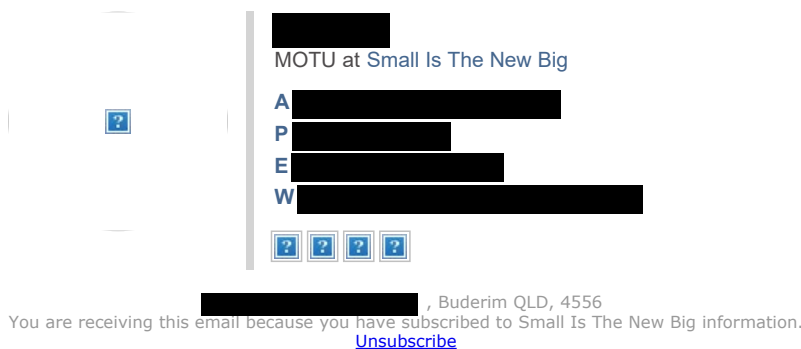 MOTU at Small Is The New Big
A
P
E
W
, Buderim QLD, 4556
You are receiving this email because you have subscribed to Small Is The New Big information.
Unsubscribe